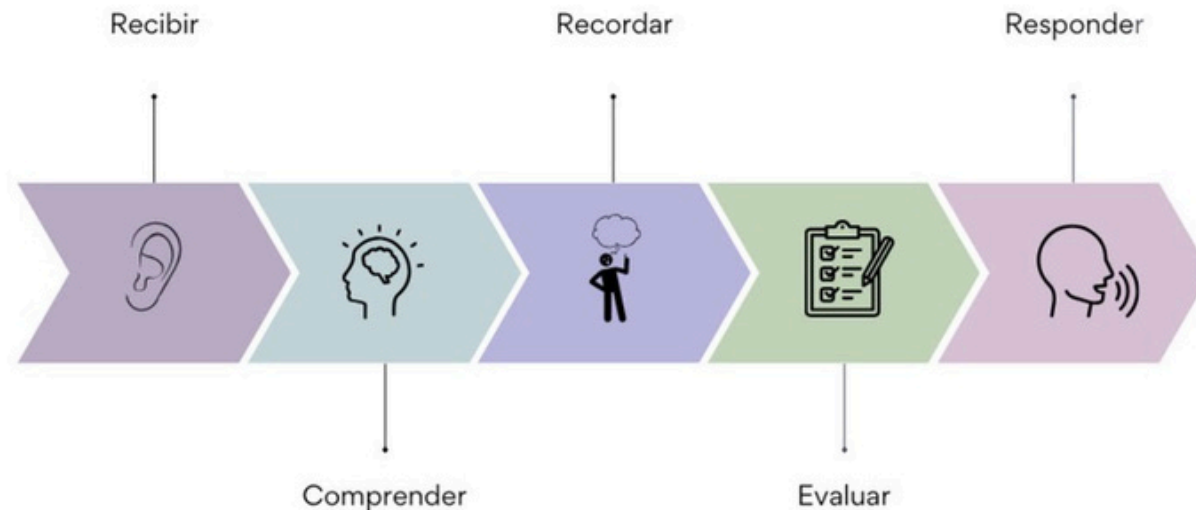 Recibir
Comprender
Recordar
Evaluar
Responder